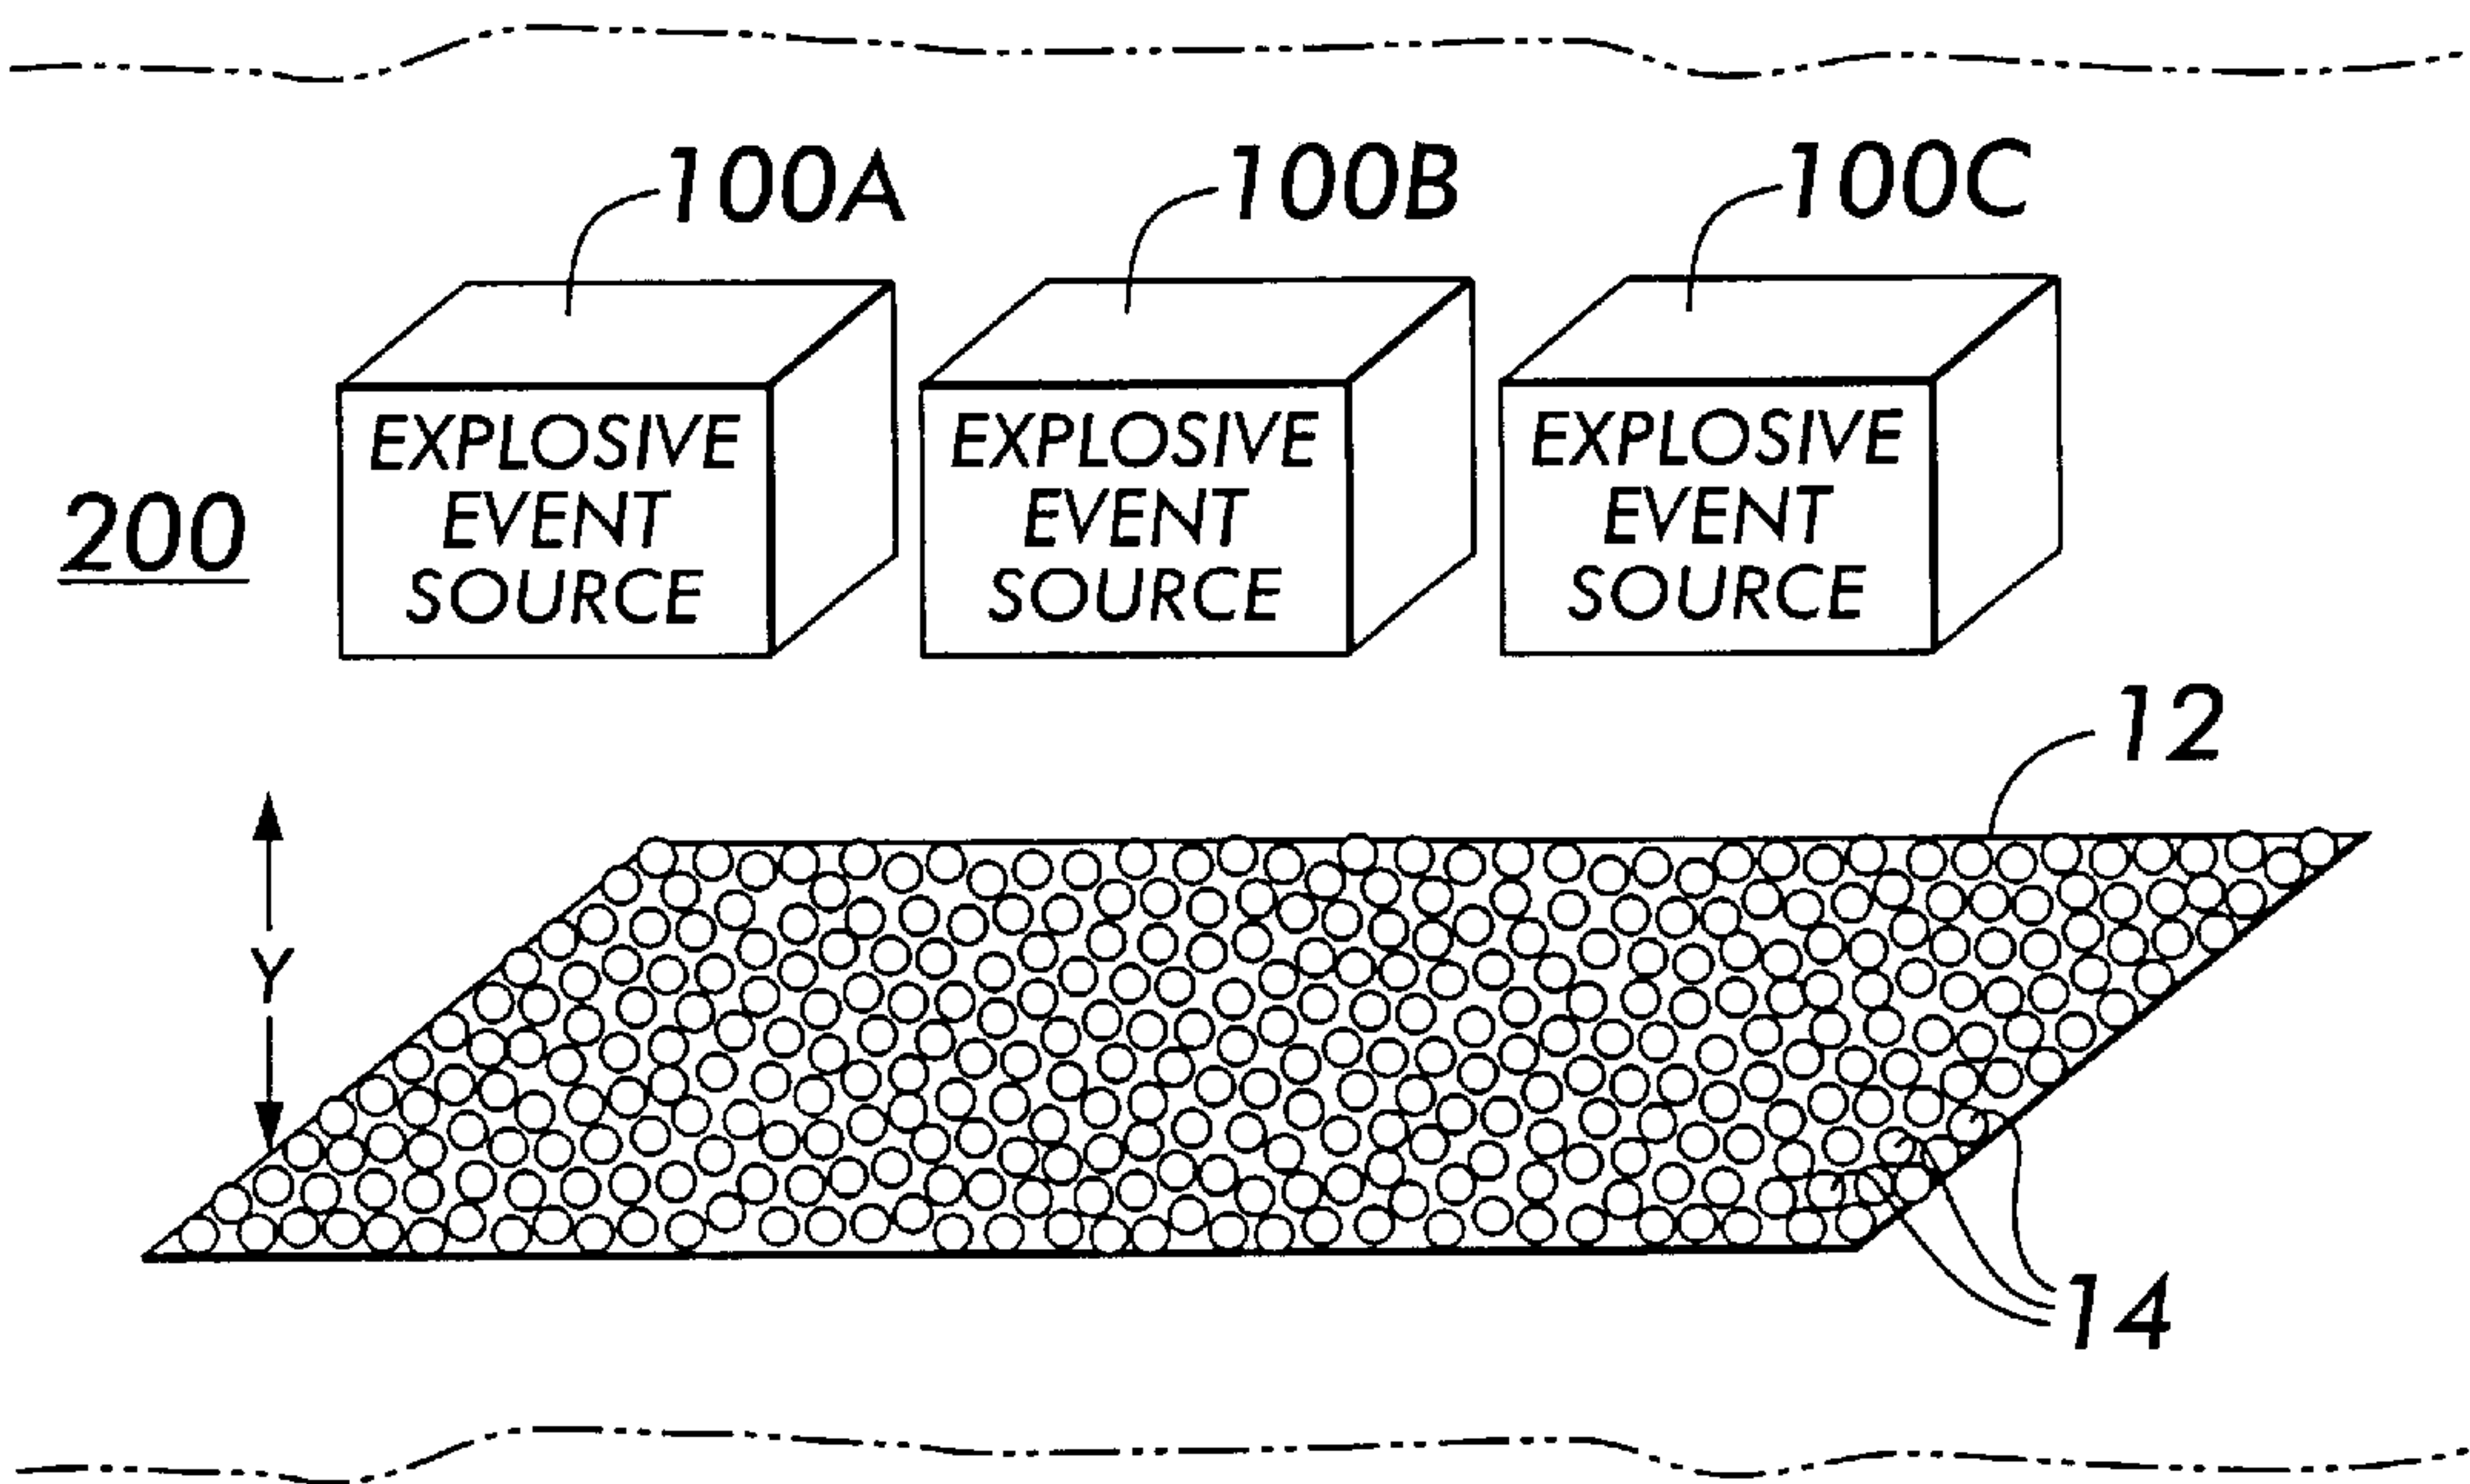 100A
100B
100C
EXPLOSIVE
EVENT
SOURCE
EXPLOSIVE
EVENT
SOURCE
EXPLOSIVE
EVENT
SOURCE
200
12
Y
14